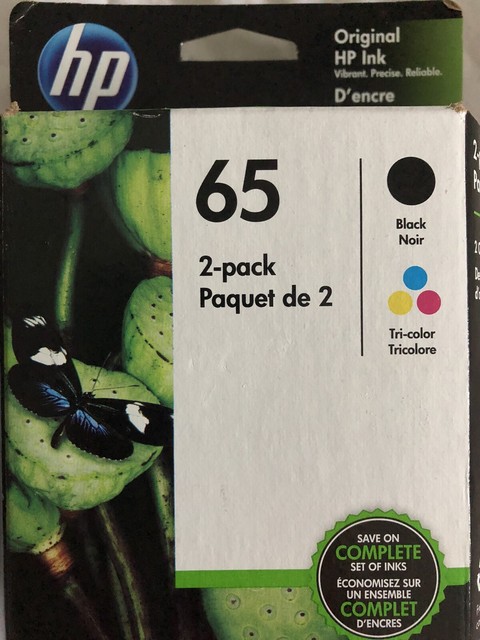 hp
Original
HP Ink
Vibrant. Precise. Reliable.
D'encre
65
2-pack
Paquet de 2
Black
Noir
Tri-color
Tricolore
SAVE ON
COMPLETE
SET OF INKS
ÉCONOMISEZ SUR
UN ENSEMBLE
COMPLET
D'ENCRES